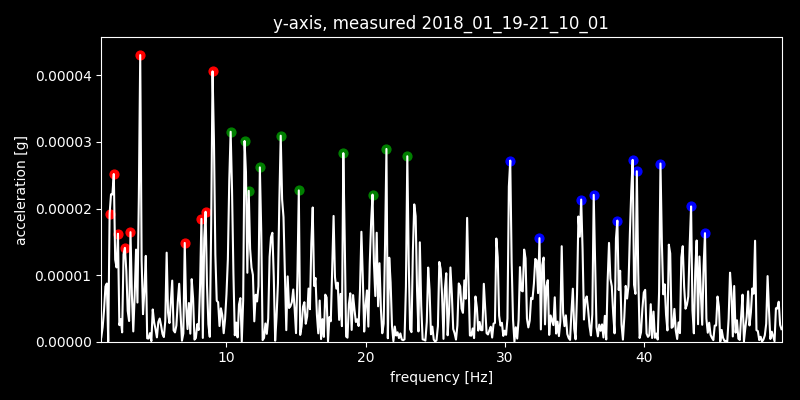 y-axis, measured 2018_01_19-21_10_01
acceleration [g]
0.00004
0.00003
0.00002
0.00001
0.00000
10 20 30 40
frequency [Hz]